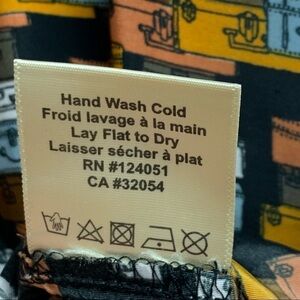 Hand Wash Cold
Froid lavage à la main
Lay Flat to Dry
Laisser sécher à plat
RN #124051
CA #32054